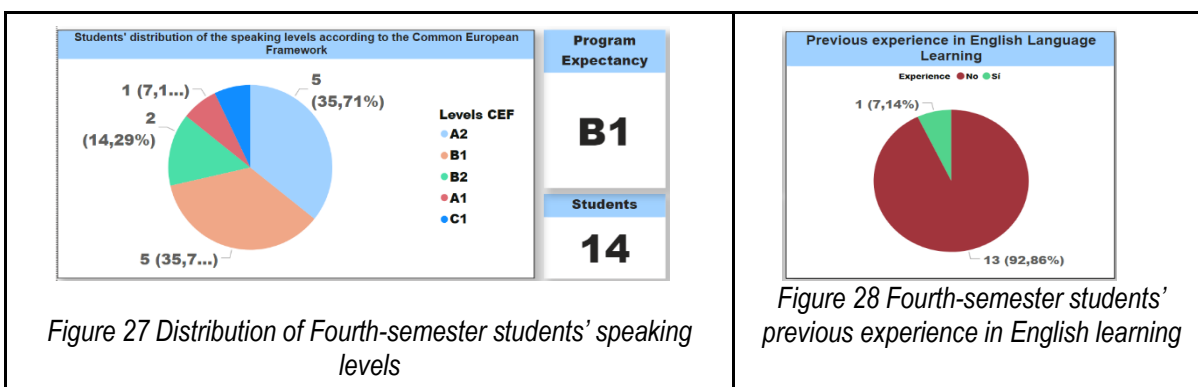 Students' distribution of the speaking levels according to the Common European
Framework
5
(35,71%)
1 (7,1...)
2
(14,29%)
5 (35,7...)
Levels CEF
A2
B1
B2
A1
C1
Program
Expectancy
B1
Students
14
Figure 27 Distribution of Fourth-semester students’ speaking
levels
Previous experience in English Language
Learning
Experience No Sí
1 (7,14%)
13 (92,86%)
Figure 28 Fourth-semester students’
previous experience in English learning